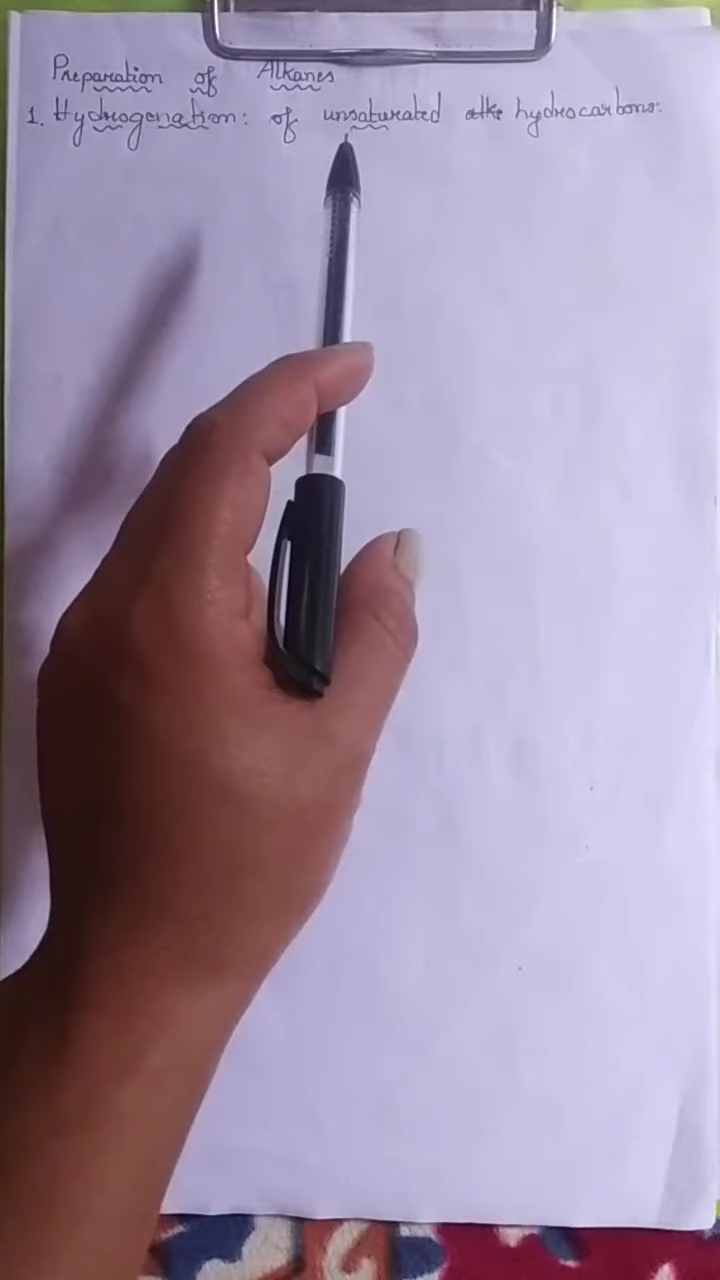 Preparation of Alkanes
1. Hydrogenation: of unsaturated hydrocarbons: